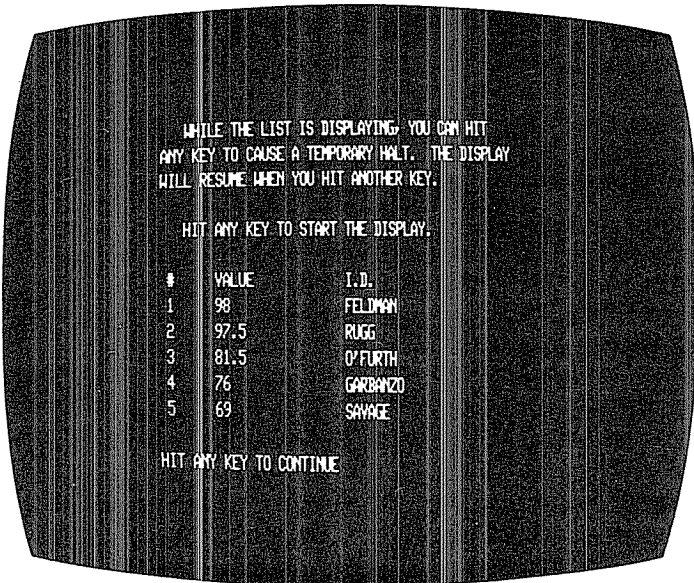 WHILE THE LIST IS DISPLAYING, YOU CAN HIT
ANY KEY TO CAUSE A TEMPORARY HALT. THE DISPLAY
WILL RESUME WHEN YOU HIT ANOTHER KEY.
HIT ANY KEY TO START THE DISPLAY.
# VALUE I.D.
1 98 FELDMAN
2 97.5 RUGG
3 81.5 O'FURTH
4 76 GARBANZO
5 69 SAVAGE
HIT ANY KEY TO CONTINUE